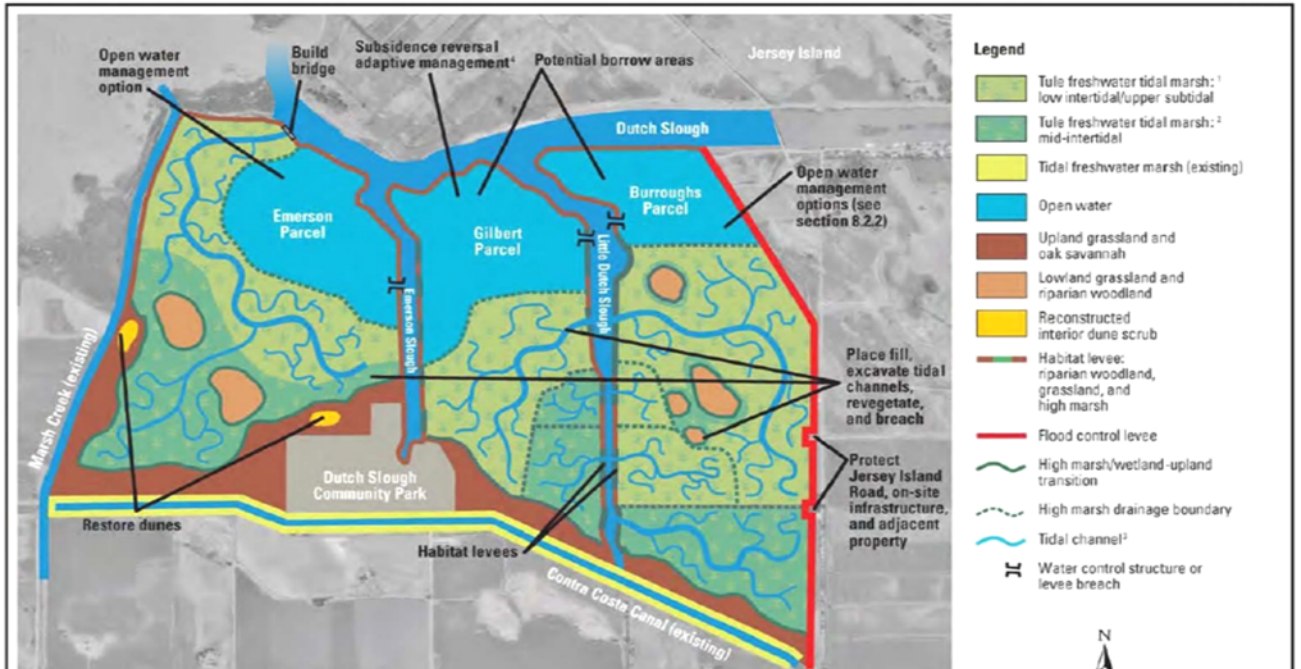 Open water
management
option
Build
bridge
Subsidence reversal
adaptive management⁴
Potential borrow areas
Jersey Island
Dutch Slough
Open water
management
options (see
section 8.2.2)
Burroughs
Parcel
Emerson
Parcel
Gilbert
Parcel
Little Dutch Slough
Emerson Slough
Marsh Creek (existing)
Place fill,
excavate tidal
channels,
revegetate,
and breach
Dutch Slough
Community Park
Protect
Jersey Island
Road, on-site
infrastructure,
and adjacent
property
Restore dunes
Habitat levees
Contra Costa Canal (existing)
Legend
Tule freshwater tidal marsh: ¹
low intertidal/upper subtidal
Tule freshwater tidal marsh: ²
mid-intertidal
Tidal freshwater marsh (existing)
Open water
Upland grassland and
oak savannah
Lowland grassland and
riparian woodland
Reconstructed
interior dune scrub
Habitat levee:
riparian woodland,
grassland, and
high marsh
Flood control levee
High marsh/wetland-upland
transition
High marsh drainage boundary
Tidal channel³
Water control structure or
levee breach
N